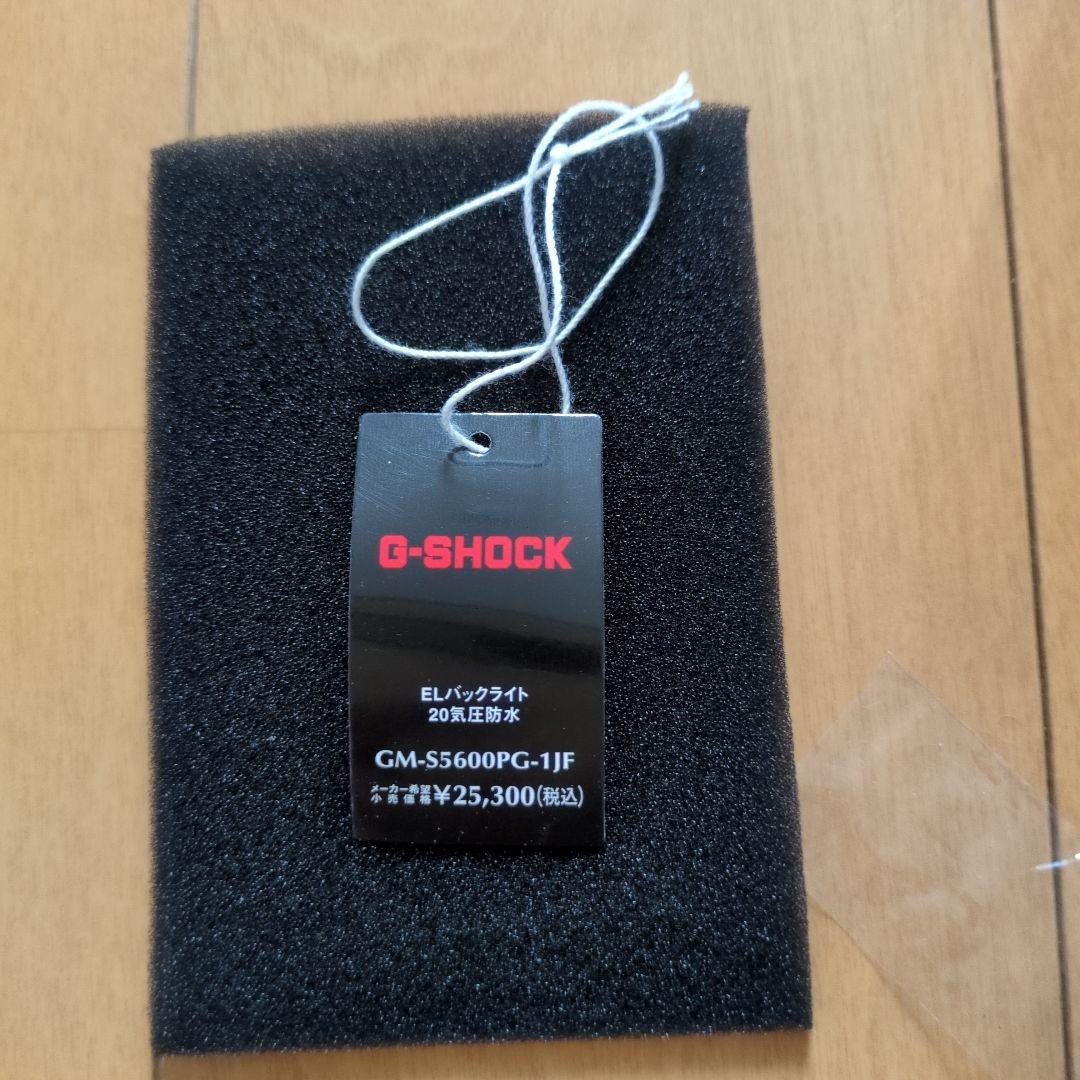 G-SHOCK
ELバックライト
20気圧防水
GM-S5600PG-1JF
メーカー希望
小売価格 ¥25,300(税込)